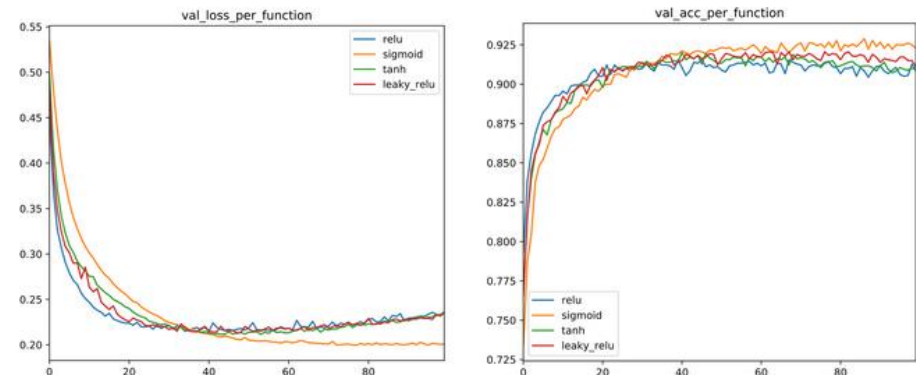 val_loss_per_function
0.55
0.50
0.45
0.40
0.35
0.30
0.25
0.20
0
20
40
60
80
relu
sigmoid
tanh
leaky_relu
val_acc_per_function
0.925
0.900
0.875
0.850
0.825
0.800
0.775
0.750
0.725
0
20
40
60
80
relu
sigmoid
tanh
leaky_relu